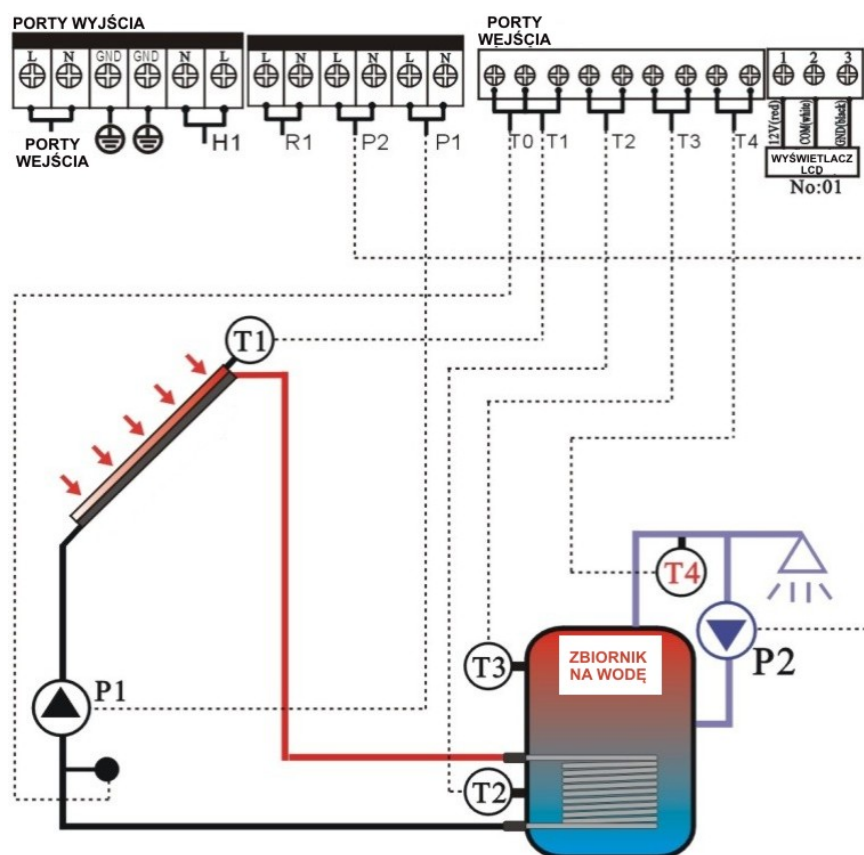 PORTY WYJŚCIA
L N GND GND N L
L N L N L N
PORTY
WEJŚCIA
1 2 3
12V(red)
COM(white)
GND(black)
PORTY
WEJŚCIA
H1
R1 P2 P1
T0 T1 T2 T3 T4
WYŚWIETLACZ
LCD
No:01
T1
T4
ZBIORNIK
NA WODĘ
T3
P2
P1
T2